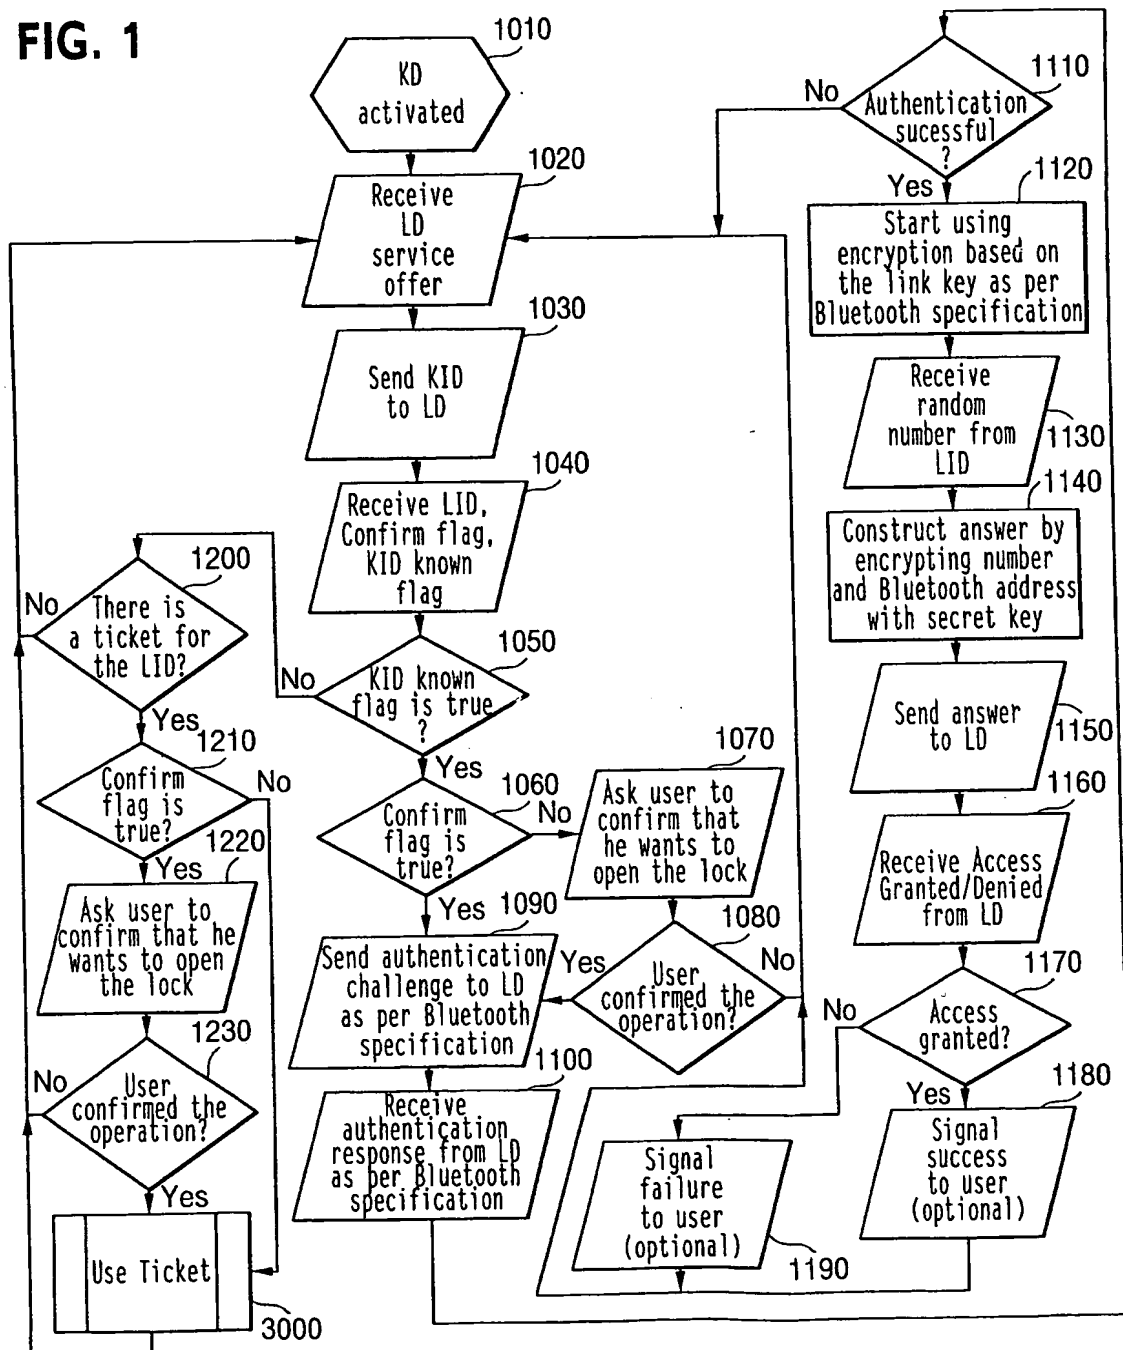 FIG. 1
1010
KD
activated
1020
Receive
LD
service
offer
1030
Send KID
to LD
1040
Receive LID,
Confirm flag,
KID known
flag
1050
KID known
flag is true
?
No
Yes
1060
Confirm
flag is
true?
No
Yes
1070
Ask user to
confirm that
he wants to
open the lock
1080
User
confirmed the
operation?
Yes
No
1090
Send authentication
challenge to LD
as per Bluetooth
specification
1100
Receive
authentication
response from LD
as per Bluetooth
specification
1110
Authentication
sucessful
?
No
Yes
1120
Start using
encryption based on
the link key as per
Bluetooth specification
1130
Receive
random
number from
LID
1140
Construct answer by
encrypting number
and Bluetooth address
with secret key
1150
Send answer
to LD
1160
Receive Access
Granted/Denied
from LD
1170
Access
granted?
No
Yes
1180
Signal
success
to user
(optional)
1190
Signal
failure
to user
(optional)
1200
There is
a ticket for
the LID?
No
Yes
1210
Confirm
flag is
true?
No
Yes
1220
Ask user to
confirm that he
wants to open
the lock
1230
User
confirmed the
operation?
No
Yes
Use Ticket
3000